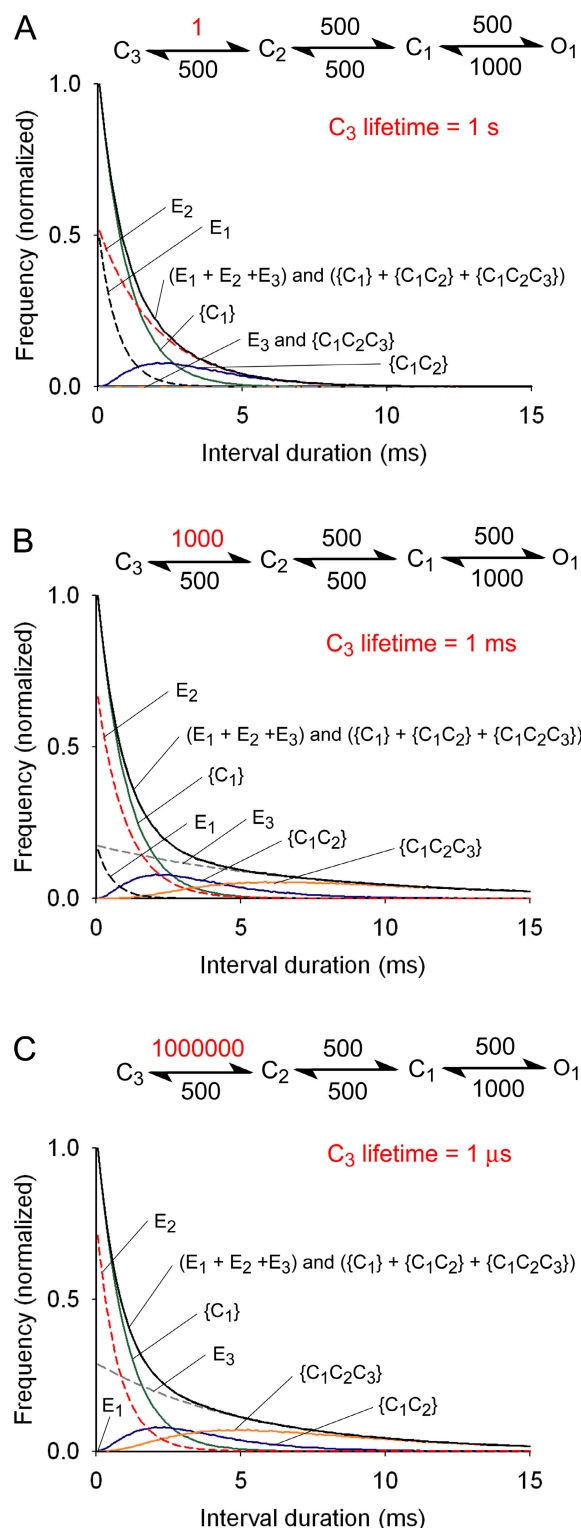 A
1 500 500
C3 C2 C1 O1
500 500 1000
C3 lifetime = 1 s
Frequency (normalized)
1.0
0.5
0.0
E2
E1
(E1 + E2 +E3) and ({C1} + {C1C2} + {C1C2C3})
{C1}
E3 and {C1C2C3}
{C1C2}
0 5 10 15
Interval duration (ms)
B
1000 500 500
C3 C2 C1 O1
500 500 1000
C3 lifetime = 1 ms
Frequency (normalized)
1.0
0.5
0.0
E2
(E1 + E2 +E3) and ({C1} + {C1C2} + {C1C2C3})
{C1}
E1
E3
{C1C2}
{C1C2C3}
0 5 10 15
Interval duration (ms)
C
1000000 500 500
C3 C2 C1 O1
500 500 1000
C3 lifetime = 1 μs
Frequency (normalized)
1.0
0.5
0.0
E2
(E1 + E2 +E3) and ({C1} + {C1C2} + {C1C2C3})
{C1}
E3
{C1C2C3}
{C1C2}
E1
0 5 10 15
Interval duration (ms)